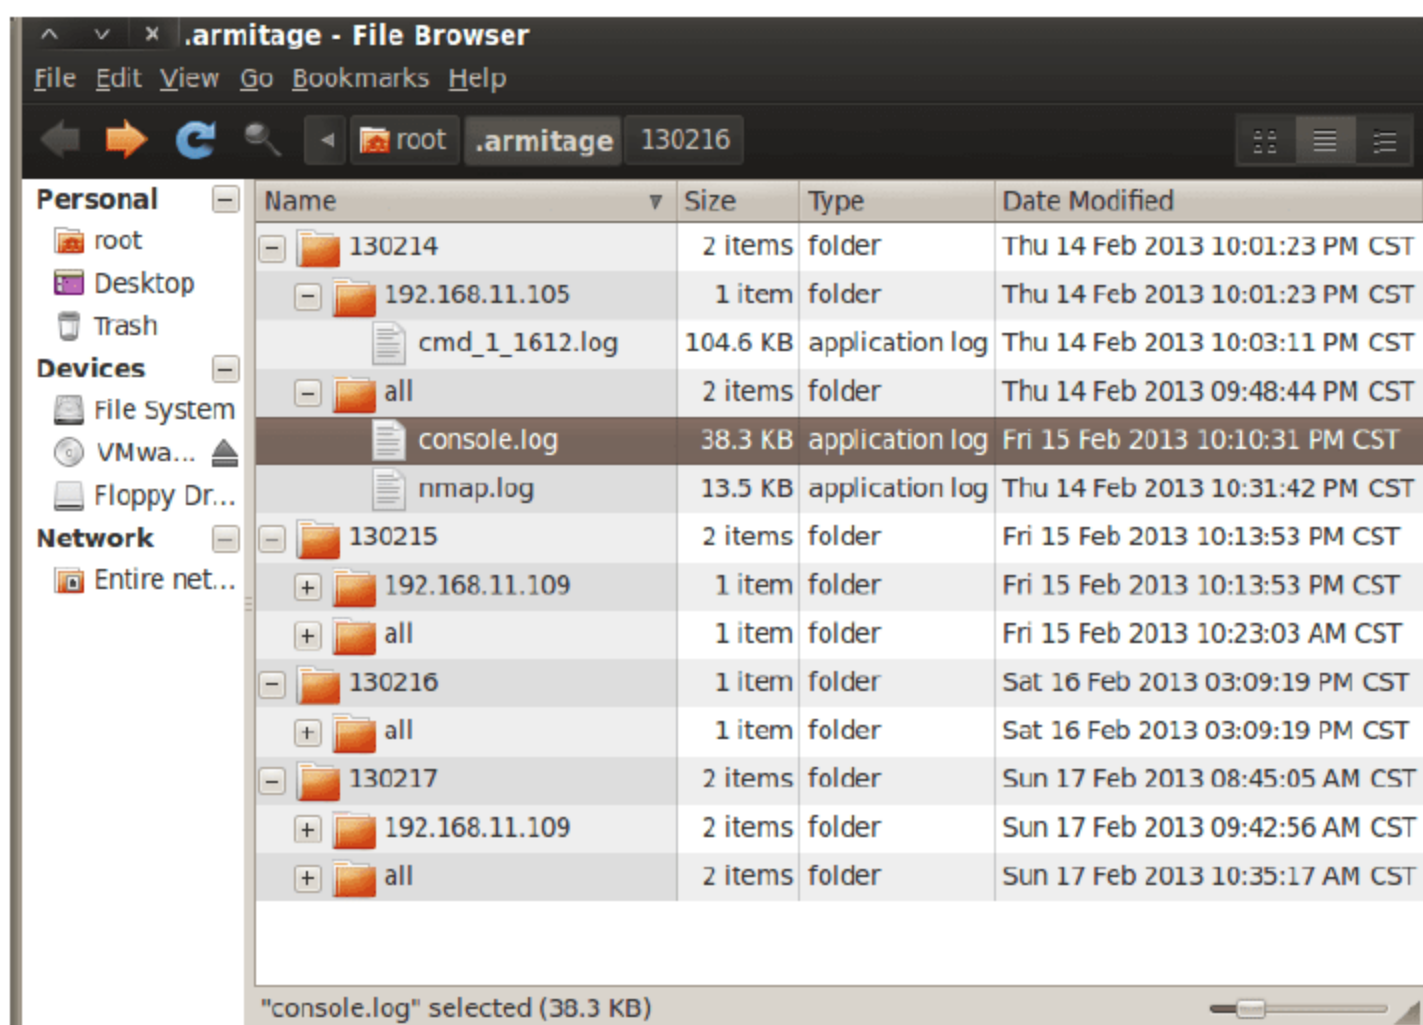 .armitage - File Browser
File Edit View Go Bookmarks Help
root .armitage 130216
Personal
root
Desktop
Trash
Devices
File System
VMwa...
Floppy Dr...
Network
Entire net...
Name Size Type Date Modified
130214 2 items folder Thu 14 Feb 2013 10:01:23 PM CST
192.168.11.105 1 item folder Thu 14 Feb 2013 10:01:23 PM CST
cmd_1_1612.log 104.6 KB application log Thu 14 Feb 2013 10:03:11 PM CST
all 2 items folder Thu 14 Feb 2013 09:48:44 PM CST
console.log 38.3 KB application log Fri 15 Feb 2013 10:10:31 PM CST
nmap.log 13.5 KB application log Thu 14 Feb 2013 10:31:42 PM CST
130215 2 items folder Fri 15 Feb 2013 10:13:53 PM CST
192.168.11.109 1 item folder Fri 15 Feb 2013 10:13:53 PM CST
all 1 item folder Fri 15 Feb 2013 10:23:03 AM CST
130216 1 item folder Sat 16 Feb 2013 03:09:19 PM CST
all 1 item folder Sat 16 Feb 2013 03:09:19 PM CST
130217 2 items folder Sun 17 Feb 2013 08:45:05 AM CST
192.168.11.109 2 items folder Sun 17 Feb 2013 09:42:56 AM CST
all 2 items folder Sun 17 Feb 2013 10:35:17 AM CST
"console.log" selected (38.3 KB)